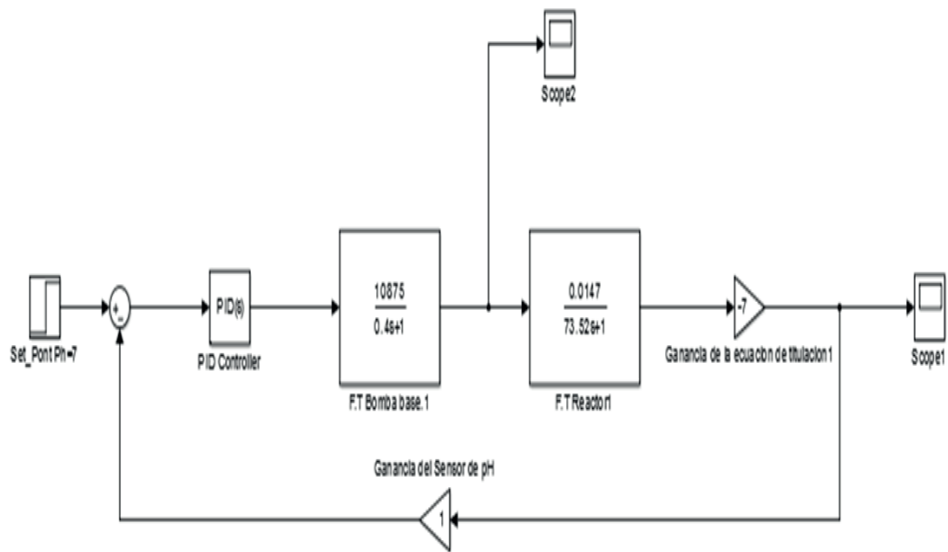 Scope2
10875
0.4s+1
0.0147
73.52s+1
PID(s)
-7
Set_Pont Ph=7
PID Controller
F.T Bomba base.1
F.T Reactor1
Ganancia de la ecuacion de titulacion1
Scope1
Ganancia del Sensor de pH
1